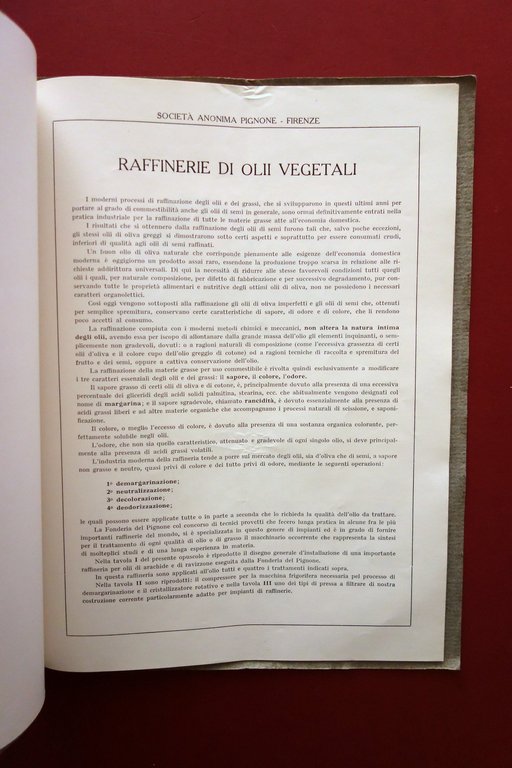 SOCIETÀ ANONIMA PIGNONE - FIRENZE
RAFFINERIE DI OLII VEGETALI
I moderni processi di raffinazione degli olii e dei grassi, che si svilupparono in questi ultimi anni per
portare al grado di commestibilità anche gli olii di semi in generale, sono ormai definitivamente entrati nella
pratica industriale per la raffinazione di tutte le materie grasse atte all'economia domestica.
I risultati che si ottennero dalla raffinazione degli olii di semi furono tali che, salvo poche eccezioni,
gli stessi olii di oliva greggi si dimostrarono sotto certi aspetti e soprattutto per essere consumati crudi,
inferiori di qualità agli olii di semi raffinati.
Un buon olio di oliva naturale che corrisponde pienamente alle esigenze dell'economia domestica
moderna è oggigiorno un prodotto assai raro, essendone la produzione troppo scarsa in relazione alle ri-
chieste addirittura universali. Di qui la necessità di ridurre alle stesse favorevoli condizioni tutti quegli
olii i quali, per naturale composizione, per difetto di fabbricazione e per successivo degradamento, pur con-
servando tutte le proprietà alimentari e nutritive degli ottimi olii di oliva, non ne possiedono i necessari
caratteri organolettici.
Così oggi vengono sottoposti alla raffinazione gli olii di oliva imperfetti e gli olii di semi che, ottenuti
per semplice spremitura, conservano certe caratteristiche di sapore, di odore e di colore, che li rendono
poco accetti al consumo.
La raffinazione compiuta con i moderni metodi chimici e meccanici, non altera la natura intima
degli olii, avendo essa per iscopo di allontanare dalla grande massa dell'olio gli elementi inquinanti, o sem-
plicemente non gradevoli, dovuti: o a ragioni naturali di composizione (come l'eccessiva grassezza di certi
olii d'oliva e il colore cupo dell'olio greggio di cotone) od a ragioni tecniche di raccolta e spremitura del
frutto e dei semi, oppure a cattiva conservazione dell'olio.
La raffinazione della materie grasse per uso commestibile è rivolta quindi esclusivamente a modificare
i tre caratteri essenziali degli olii e dei grassi: il sapore, il colore, l'odore.
Il sapore grasso di certi olii di oliva e di cotone, è, principalmente dovuto alla presenza di una eccessiva
percentuale dei gliceridi degli acidi solidi palmitina, stearina, ecc. che abitualmente vengono designati col
nome di margarina; e il sapore sgradevole, chiamato rancidità, è dovuto essenzialmente alla presenza di
acidi grassi liberi e ad altre materie organiche che accompagnano i processi naturali di scissione, e saponi-
ficazione.
Il colore, o meglio l'eccesso di colore, è dovuto alla presenza di una sostanza organica colorante, per-
fettamente solubile negli olii.
L'odore, che non sia quello caratteristico, attenuato e gradevole di ogni singolo olio, si deve principal-
mente alla presenza di acidi grassi volatili.
L'industria moderna della raffineria tende a porre sul mercato degli olii, sia d'oliva che di semi, a sapore
non grasso e neutro, quasi privi di colore e dei tutto privi di odore, mediante le seguenti operazioni:
1ª demargarinazione;
2ª neutralizzazione;
3ª decolorazione;
4ª deodorizzazione;
le quali possono essere applicate tutte o in parte a seconda che lo richieda la qualità dell'olio da trattare.
La Fonderia del Pignone col concorso di tecnici provetti che fecero lunga pratica in alcune fra le più
importanti raffinerie del mondo, si è specializzata in questo genere di impianti ed è in grado di fornire
per il trattamento di ogni qualità di olio o di grasso il macchinario occorrente che rappresenta la sintesi
di molteplici studi e di una lunga esperienza in materia.
Nella tavola I del presente opuscolo è riprodotto il disegno generale d'installazione di una importante
raffineria per olii di arachide e di ravizzone eseguita dalla Fonderia del Pignone.
In questa raffineria sono applicati all'olio tutti e quattro i trattamenti indicati sopra.
Nella tavola II sono riprodotti: il compressore per la macchina frigorifera necessaria pel processo di
demargarinazione e il cristallizzatore rotativo e nella tavola III uno dei tipi di pressa a filtrare di nostra
costruzione corrente particolarmente adatto per impianti di raffinerie.